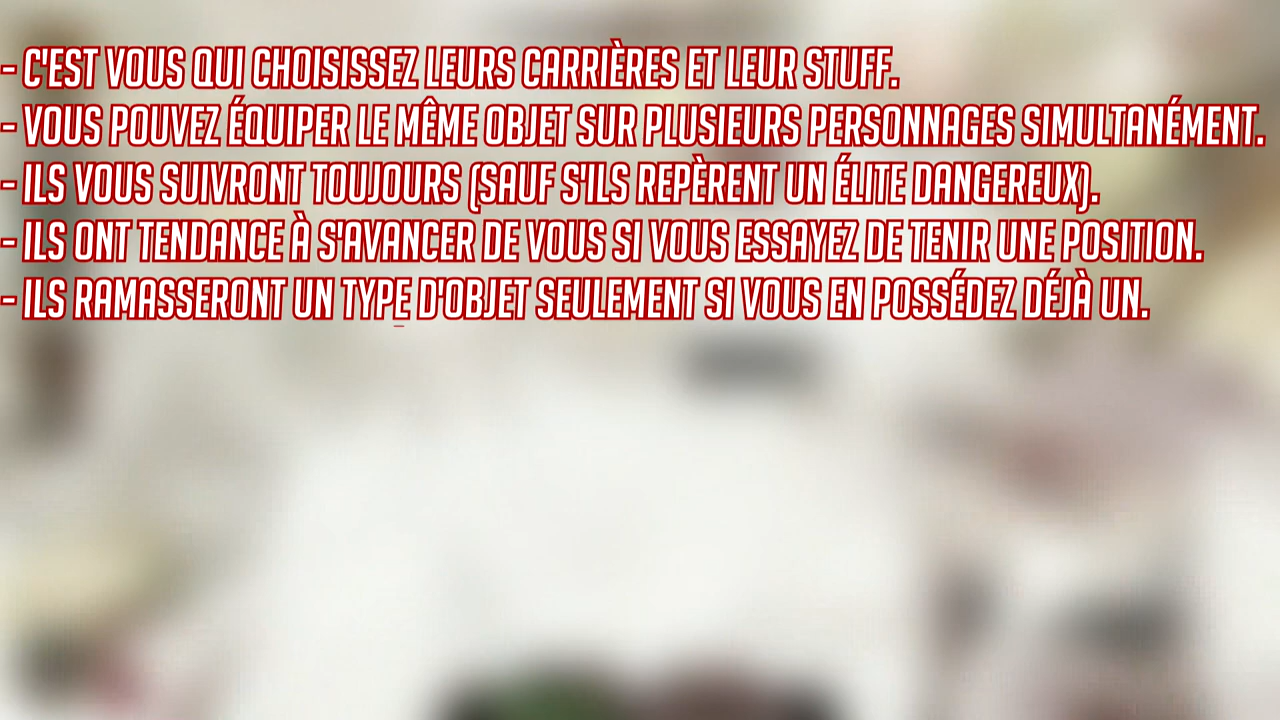 - C'EST VOUS QUI CHOISISSEZ LEURS CARRIÈRES ET LEUR STUFF.
- VOUS POUVEZ ÉQUIPER LE MÊME OBJET SUR PLUSIEURS PERSONNAGES SIMULTANÉMENT.
- ILS VOUS SUIVRONT TOUJOURS (SAUF S'ILS REPÈRENT UN ÉLITE DANGEREUX).
- ILS ONT TENDANCE À S'AVANCER DE VOUS SI VOUS ESSAYEZ DE TENIR UNE POSITION.
- ILS RAMASSERONT UN TYPE D'OBJET SEULEMENT SI VOUS EN POSSÉDEZ DÉJÀ UN.